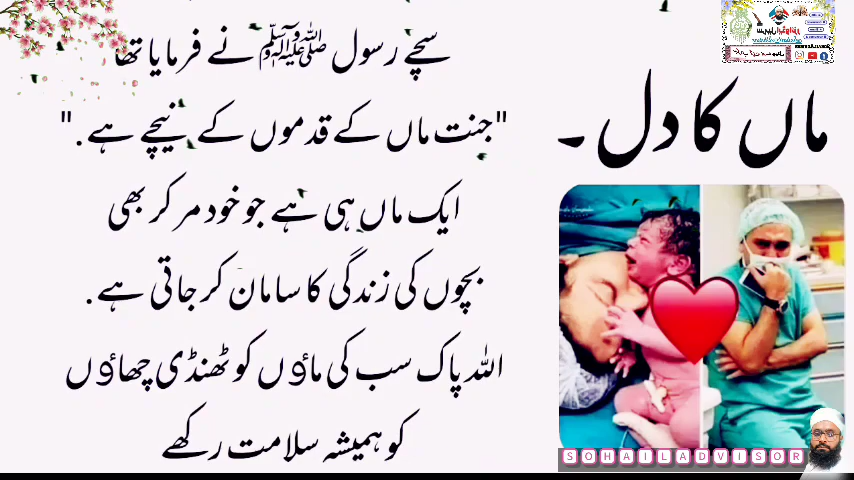 ماں کا دل ۔
سچے رسول ﷺ نے فرمایا تھا
"جنت ماں کے قدموں کے نیچے ہے."
ایک ماں ہی ہے جو خود مر کر بھی
بچوں کی زندگی کا سامان کر جاتی ہے.
اللہ پاک سب کی ماؤں کو ٹھنڈی چھاؤں
کو ہمیشہ سلامت رکھے
SOHAILADVISOR